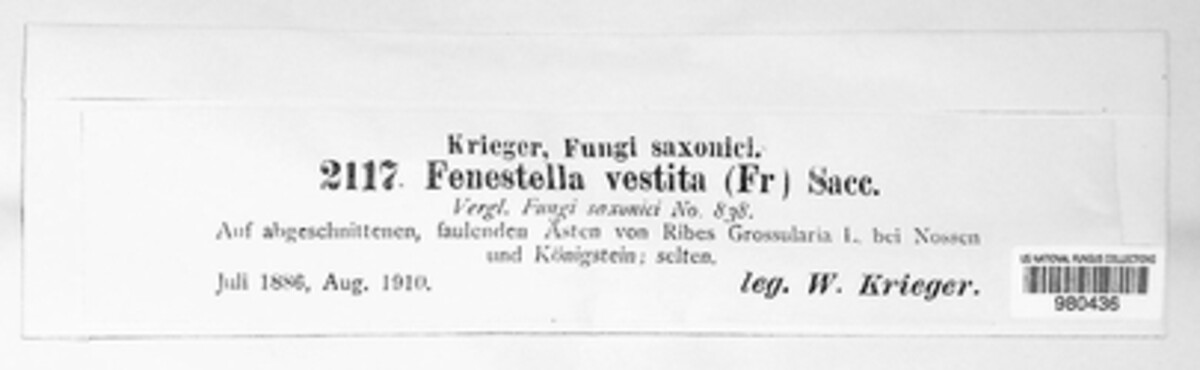 Krieger, Fungi saxonici.
2117. Fenestella vestita (Fr) Sacc.
Vergl. Fungi saxonici No. 838.
Auf abgeschnittenen, faulenden Ästen von Ribes Grossularia L. bei Nossen
und Königstein; selten.
Juli 1886, Aug. 1910.
leg. W. Krieger.
US NATIONAL FUNGUS COLLECTIONS
980436